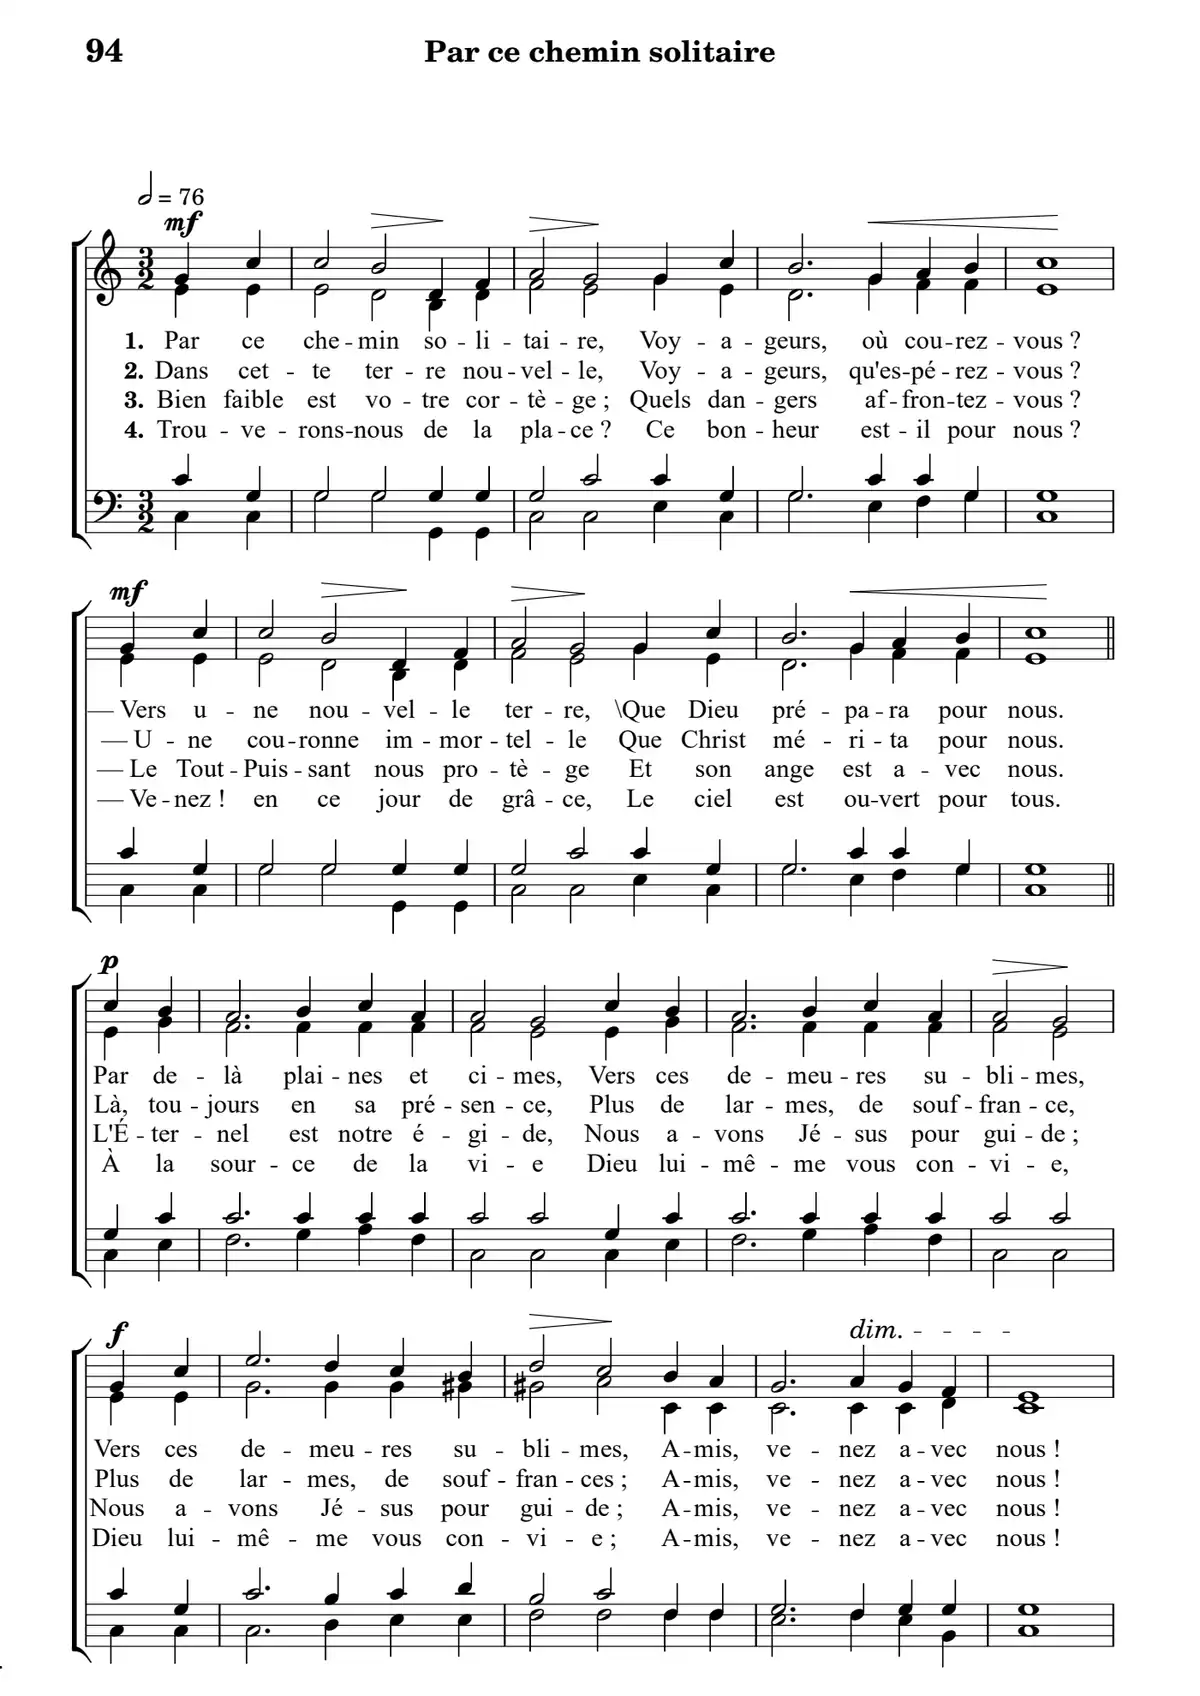 94 Par ce chemin solitaire
= 76
mf
3 2
1. Par ce che-min so-li-tai-re, Voy-a-geurs, où cou-rez-vous ?
2. Dans cet-te ter-re nou-vel-le, Voy-a-geurs, qu'es-pé-rez-vous ?
3. Bien faible est vo-tre cor-tè-ge ; Quels dan-gers af-fron-tez-vous ?
4. Trou-ve-rons-nous de la pla-ce ? Ce bon-heur est-il pour nous ?
3 2
mf
— Vers u-ne nou-vel-le ter-re, \Que Dieu pré-pa-ra pour nous.
— U-ne cou-ronne im-mor-tel-le Que Christ mé-ri-ta pour nous.
— Le Tout-Puis-sant nous pro-tè-ge Et son ange est a-vec nous.
— Ve-nez ! en ce jour de grâ-ce, Le ciel est ou-vert pour tous.
p
Par de-là plai-nes et ci-mes, Vers ces de-meu-res su-bli-mes,
Là, tou-jours en sa pré-sen-ce, Plus de lar-mes, de souf-fran-ce,
L'É-ter-nel est notre é-gi-de, Nous a-vons Jé-sus pour gui-de ;
À la sour-ce de la vi-e Dieu lui-mê-me vous con-vi-e,
f dim. - - - -
Vers ces de-meu-res su-bli-mes, A-mis, ve-nez a-vec nous !
Plus de lar-mes, de souf-fran-ces ; A-mis, ve-nez a-vec nous !
Nous a-vons Jé-sus pour gui-de ; A-mis, ve-nez a-vec nous !
Dieu lui-mê-me vous con-vi-e ; A-mis, ve-nez a-vec nous !